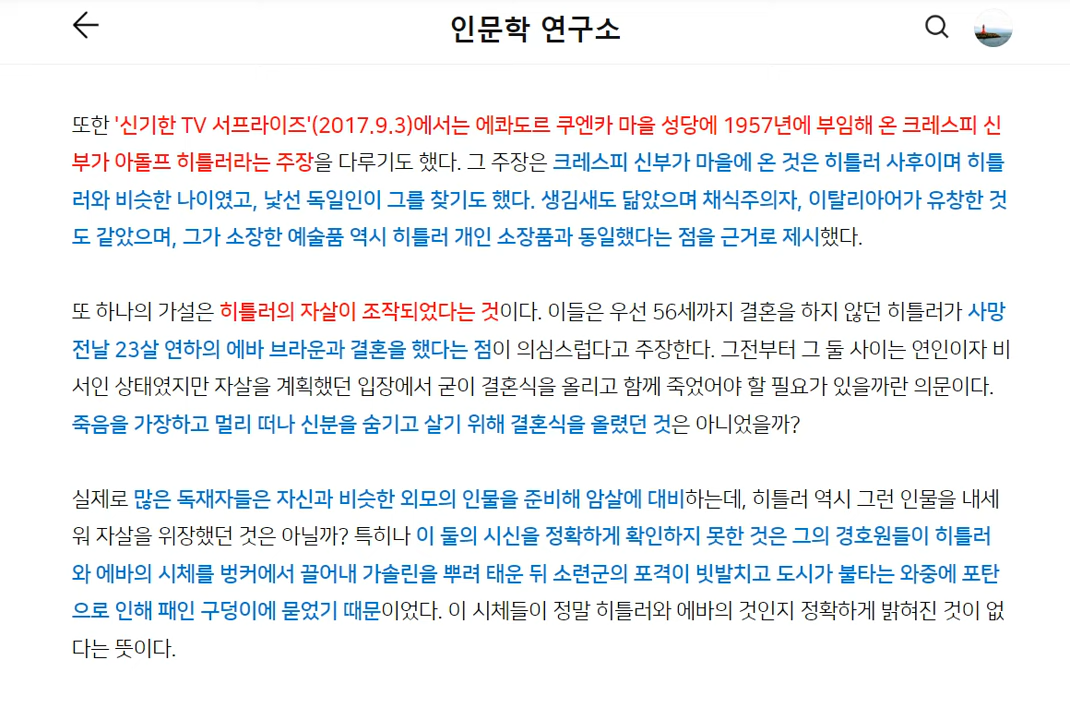 인문학 연구소
또한 '신기한 TV 서프라이즈'(2017.9.3)에서는 에콰도르 쿠엔카 마을 성당에 1957년에 부임해 온 크레스피 신
부가 아돌프 히틀러라는 주장을 다루기도 했다. 그 주장은 크레스피 신부가 마을에 온 것은 히틀러 사후이며 히틀
러와 비슷한 나이였고, 낯선 독일인이 그를 찾기도 했다. 생김새도 닮았으며 채식주의자, 이탈리아어가 유창한 것
도 같았으며, 그가 소장한 예술품 역시 히틀러 개인 소장품과 동일했다는 점을 근거로 제시했다.
또 하나의 가설은 히틀러의 자살이 조작되었다는 것이다. 이들은 우선 56세까지 결혼을 하지 않던 히틀러가 사망
전날 23살 연하의 에바 브라운과 결혼을 했다는 점이 의심스럽다고 주장한다. 그전부터 그 둘 사이는 연인이자 비
서인 상태였지만 자살을 계획했던 입장에서 굳이 결혼식을 올리고 함께 죽었어야 할 필요가 있을까란 의문이다.
죽음을 가장하고 멀리 떠나 신분을 숨기고 살기 위해 결혼식을 올렸던 것은 아니었을까?
실제로 많은 독재자들은 자신과 비슷한 외모의 인물을 준비해 암살에 대비하는데, 히틀러 역시 그런 인물을 내세
워 자살을 위장했던 것은 아닐까? 특히나 이 둘의 시신을 정확하게 확인하지 못한 것은 그의 경호원들이 히틀러
와 에바의 시체를 벙커에서 끌어내 가솔린을 뿌려 태운 뒤 소련군의 포격이 빗발치고 도시가 불타는 와중에 포탄
으로 인해 패인 구덩이에 묻었기 때문이었다. 이 시체들이 정말 히틀러와 에바의 것인지 정확하게 밝혀진 것이 없
다는 뜻이다.